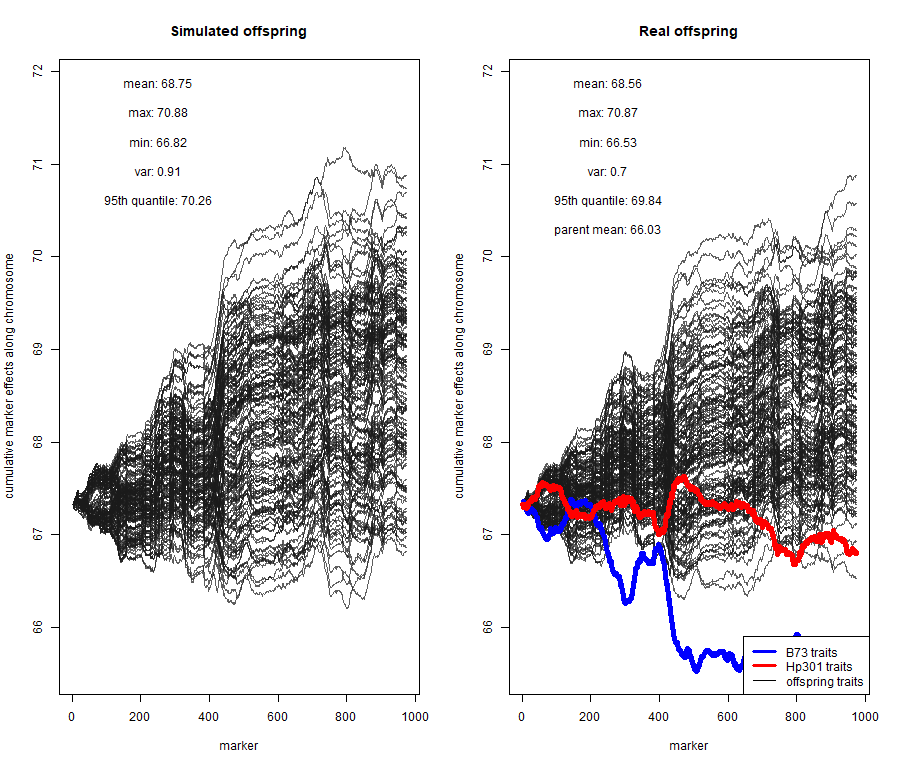 Simulated offspring
mean: 68.75
max: 70.88
min: 66.82
var: 0.91
95th quantile: 70.26
cumulative marker effects along chromosome
72
71
70
69
68
67
66
0 200 400 600 800 1000
marker
Real offspring
mean: 68.56
max: 70.87
min: 66.53
var: 0.7
95th quantile: 69.84
parent mean: 66.03
cumulative marker effects along chromosome
72
71
70
69
68
67
66
B73 traits
Hp301 traits
offspring traits
0 200 400 600 800 1000
marker